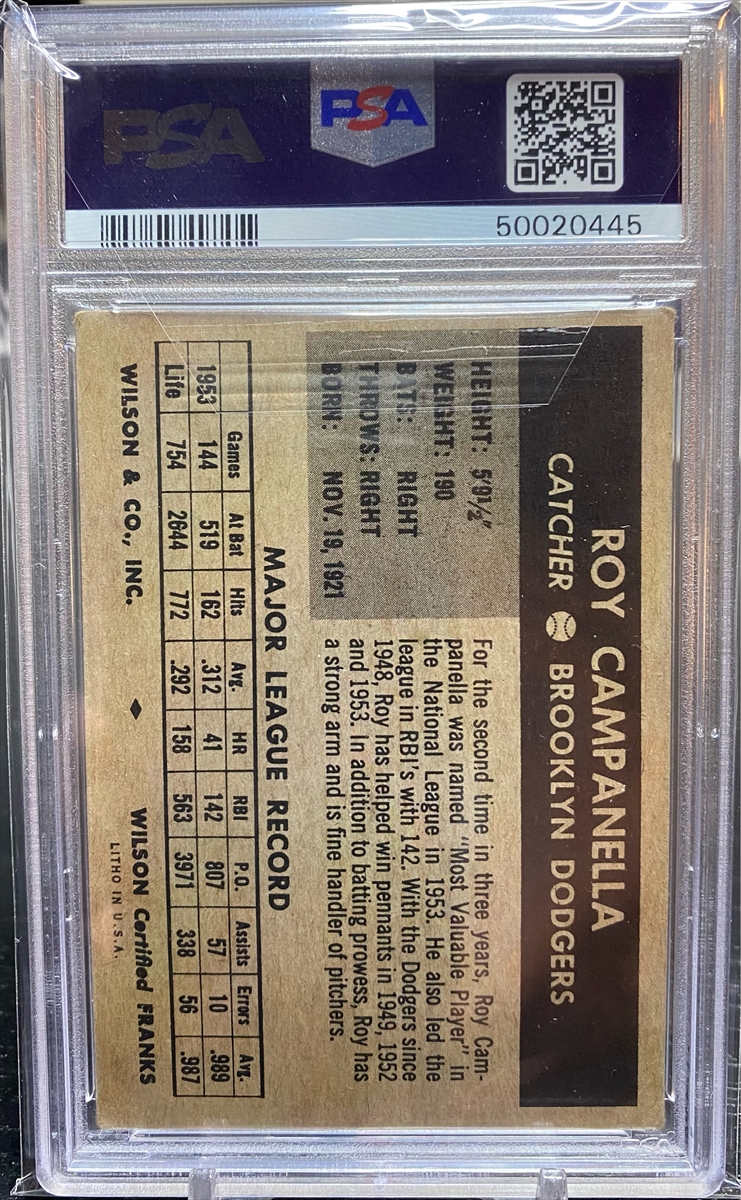 PSA
PSA
50020445
ROY CAMPANELLA
CATCHER BROOKLYN DODGERS
HEIGHT: 5'9½"
WEIGHT: 190
BATS: RIGHT
THROWS: RIGHT
BORN: NOV. 19, 1921
For the second time in three years, Roy Cam-
panella was named "Most Valuable Player" in
the National League in 1953. He also led the
league in RBI's with 142. With the Dodgers since
1948, Roy has helped win pennants in 1949, 1952
and 1953. In addition to batting prowess, Roy has
a strong arm and is fine handler of pitchers.
MAJOR LEAGUE RECORD
Games At Bat Hits Avg. HR RBI P.O. Assists Errors Avg.
1953 144 519 162 .312 41 142 807 57 10 .989
Life 754 2644 772 .292 158 563 3971 338 56 .987
WILSON & CO., INC. ♦ WILSON Certified FRANKS
LITHO IN U.S.A.